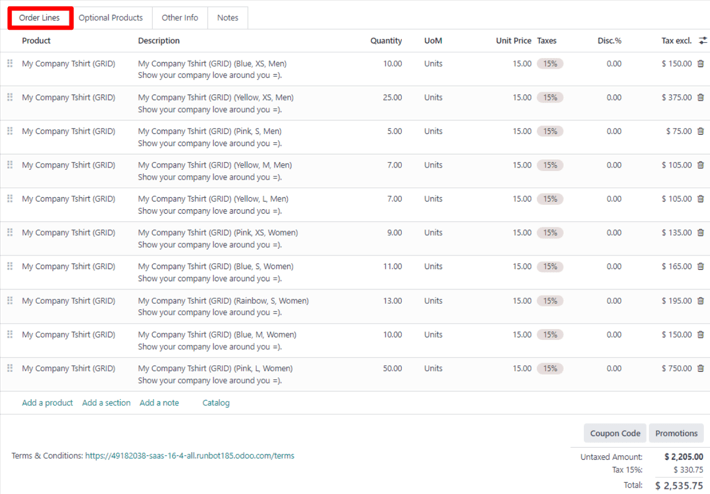 Order Lines Optional Products Other Info Notes
Product Description Quantity UoM Unit Price Taxes Disc.% Tax excl.
My Company Tshirt (GRID) My Company Tshirt (GRID) (Blue, XS, Men) 10.00 Units 15.00 15% 0.00 $ 150.00
Show your company love around you =).
My Company Tshirt (GRID) My Company Tshirt (GRID) (Yellow, XS, Men) 25.00 Units 15.00 15% 0.00 $ 375.00
Show your company love around you =).
My Company Tshirt (GRID) My Company Tshirt (GRID) (Pink, S, Men) 5.00 Units 15.00 15% 0.00 $ 75.00
Show your company love around you =).
My Company Tshirt (GRID) My Company Tshirt (GRID) (Yellow, M, Men) 7.00 Units 15.00 15% 0.00 $ 105.00
Show your company love around you =).
My Company Tshirt (GRID) My Company Tshirt (GRID) (Yellow, L, Men) 7.00 Units 15.00 15% 0.00 $ 105.00
Show your company love around you =).
My Company Tshirt (GRID) My Company Tshirt (GRID) (Pink, XS, Women) 9.00 Units 15.00 15% 0.00 $ 135.00
Show your company love around you =).
My Company Tshirt (GRID) My Company Tshirt (GRID) (Blue, S, Women) 11.00 Units 15.00 15% 0.00 $ 165.00
Show your company love around you =).
My Company Tshirt (GRID) My Company Tshirt (GRID) (Rainbow, S, Women) 13.00 Units 15.00 15% 0.00 $ 195.00
Show your company love around you =).
My Company Tshirt (GRID) My Company Tshirt (GRID) (Blue, M, Women) 10.00 Units 15.00 15% 0.00 $ 150.00
Show your company love around you =).
My Company Tshirt (GRID) My Company Tshirt (GRID) (Pink, L, Women) 50.00 Units 15.00 15% 0.00 $ 750.00
Show your company love around you =).
Add a product Add a section Add a note Catalog
Coupon Code Promotions
Terms & Conditions: https://49182038-saas-16-4-all.runbot185.odoo.com/terms
Untaxed Amount: $ 2,205.00
Tax 15%: $ 330.75
Total: $ 2,535.75